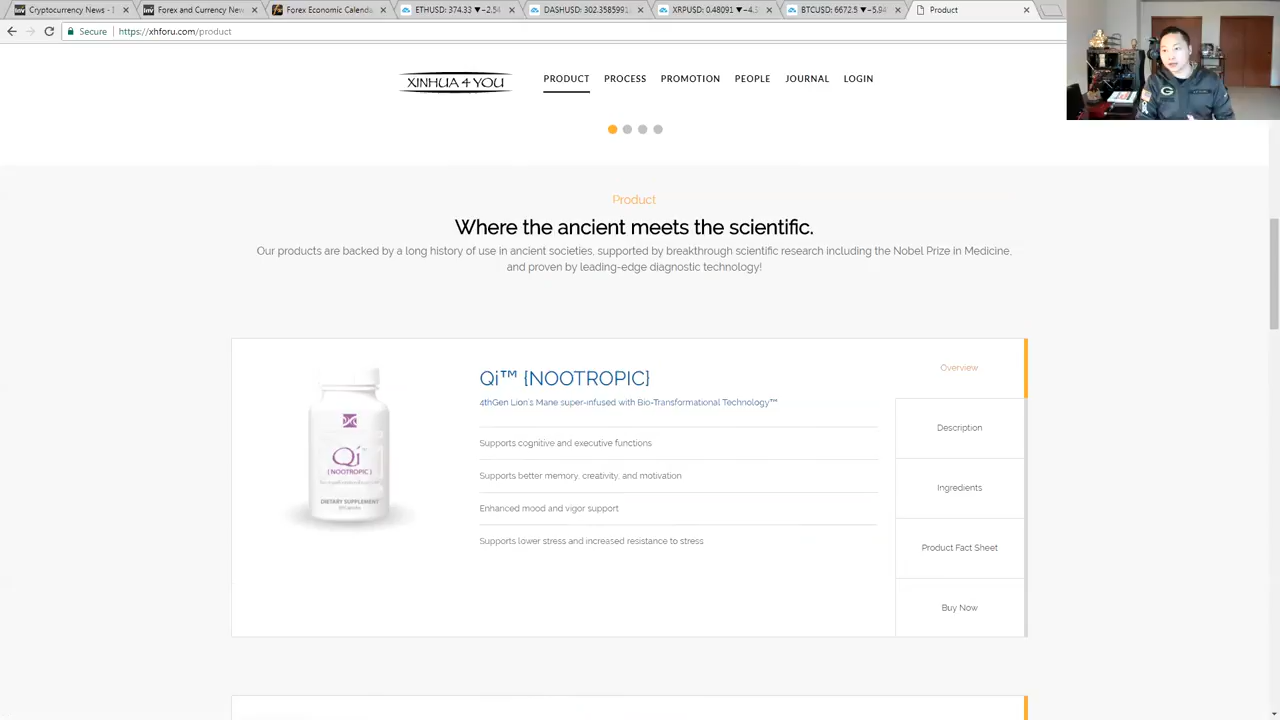 Cryptocurrency News - I
Forex and Currency New
Forex Economic Calenda
ETHUSD: 374.33 ▼−2.54
DASHUSD: 302.3585991
XRPUSD: 0.48091 ▼−4.
BTCUSD: 6672.5 ▼−5.94
Product
Secure
https://xhforu.com/product
XINHUA 4 YOU
PRODUCT PROCESS PROMOTION PEOPLE JOURNAL LOGIN
Product
Where the ancient meets the scientific.
Our products are backed by a long history of use in ancient societies, supported by breakthrough scientific research including the Nobel Prize in Medicine,
and proven by leading-edge diagnostic technology!
Qi™ {NOOTROPIC}
4thGen Lion's Mane super-infused with Bio-Transformational Technology™
Supports cognitive and executive functions
Supports better memory, creativity, and motivation
Enhanced mood and vigor support
Supports lower stress and increased resistance to stress
Overview
Description
Ingredients
Product Fact Sheet
Buy Now
Qi
{NOOTROPIC}
DIETARY SUPPLEMENT
G